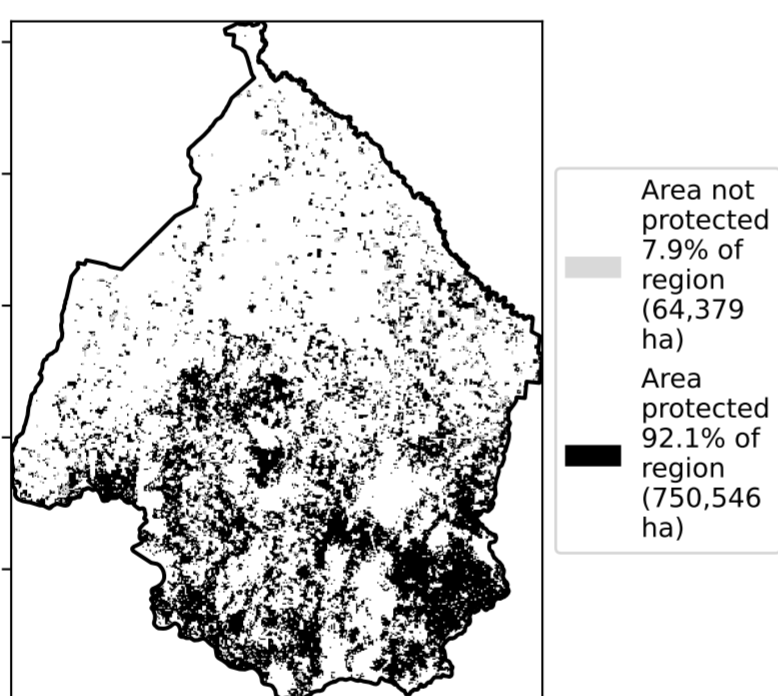 Area not
protected
7.9% of
region
(64,379
ha)
Area
protected
92.1% of
region
(750,546
ha)